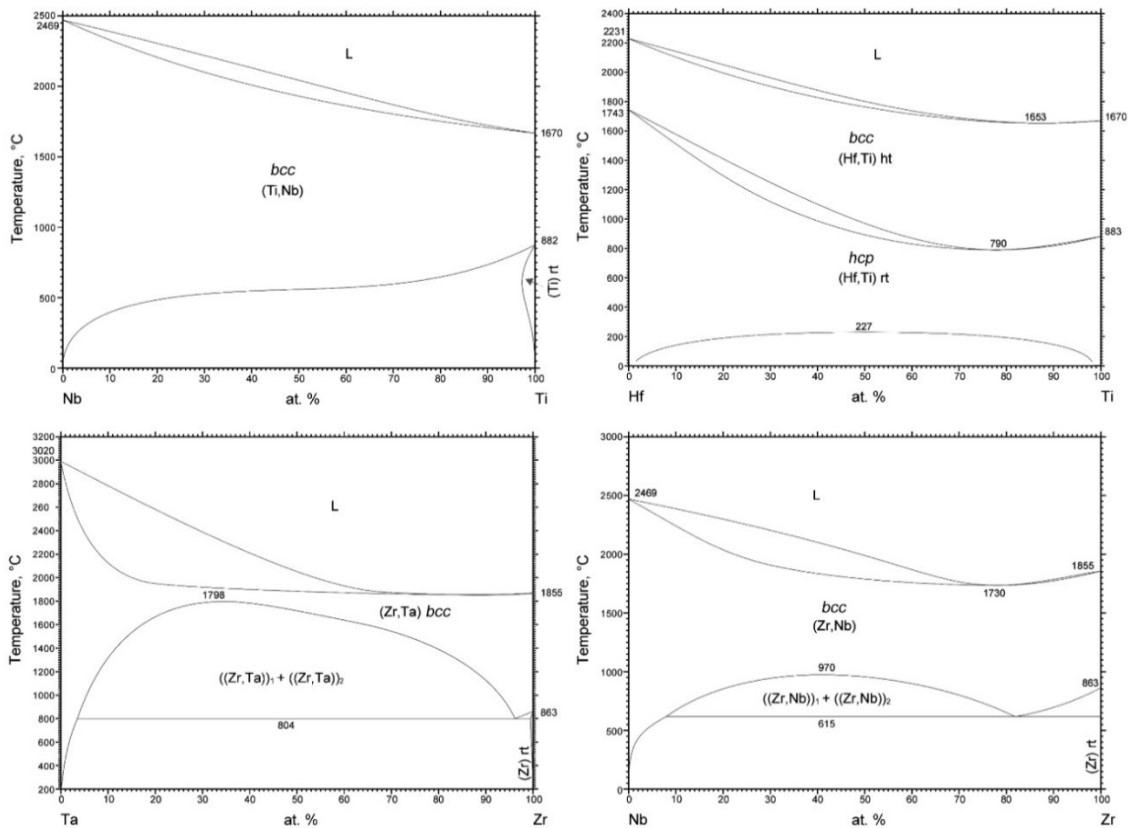 2500
2469
2000
1500
1000
500
0
Temperature, °C
L
1670
bcc
(Ti,Nb)
882
(Ti) rt
0 10 20 30 40 50 60 70 80 90 100
Nb at. % Ti
2400
2231
2200
2000
1800
1743
1600
1400
1200
1000
800
600
400
200
0
Temperature, °C
L
1653
1670
bcc
(Hf,Ti) ht
790
883
hcp
(Hf,Ti) rt
227
0 10 20 30 40 50 60 70 80 90 100
Hf at. % Ti
3200
3020
3000
2800
260
2400
2200
2000
1800
1600
1400
1200
1000
800
600
400
200
Temperature, °C
L
1855
1798
(Zr,Ta) bcc
((Zr,Ta))1 + ((Zr,Ta))2
863
804
(Zr) rt
0 10 20 30 40 50 60 70 80 90 100
Ta at. % Zr
3000
2500
2000
1500
1000
500
0
Temperature, °C
2469
L
1855
1730
bcc
(Zr,Nb)
970
863
((Zr,Nb))1 + ((Zr,Nb))2
615
(Zr) rt
0 10 20 30 40 50 60 70 80 90 100
Nb at. % Zr